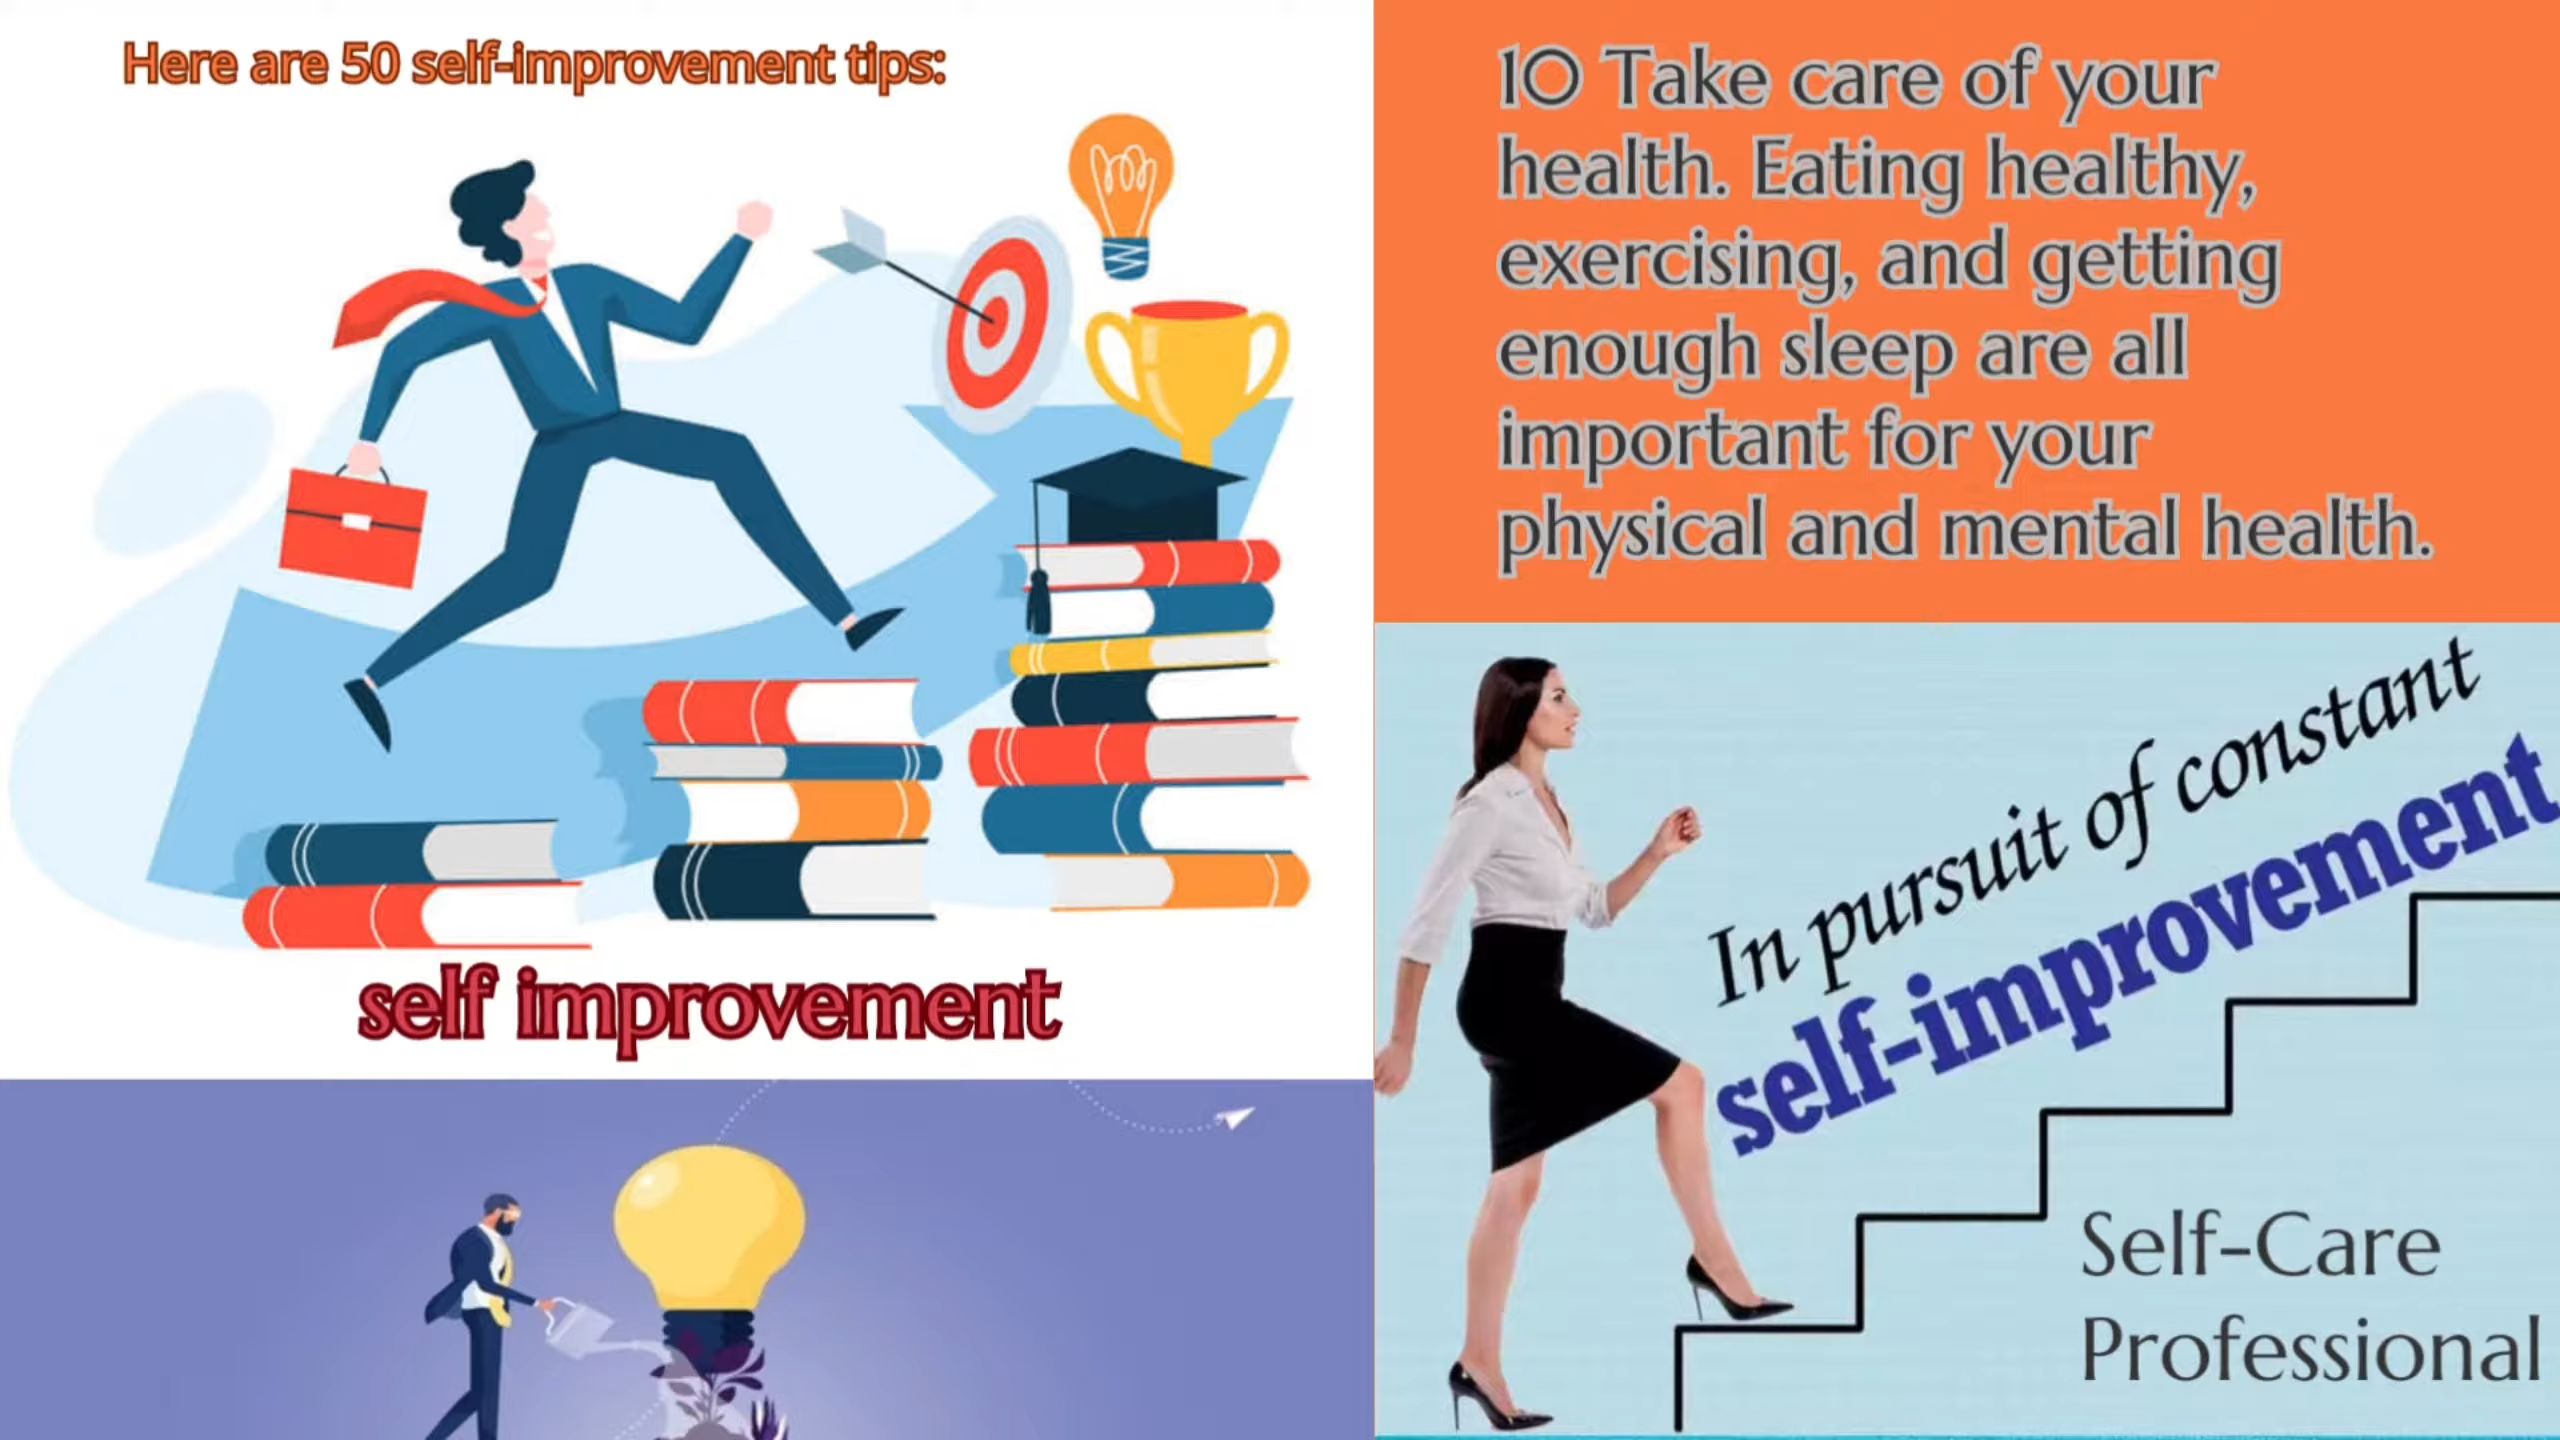 Here are 50 self-improvement tips:
self improvement
10 Take care of your
health. Eating healthy,
exercising, and getting
enough sleep are all
important for your
physical and mental health.
In pursuit of constant
self-improvement
Self-Care
Professional